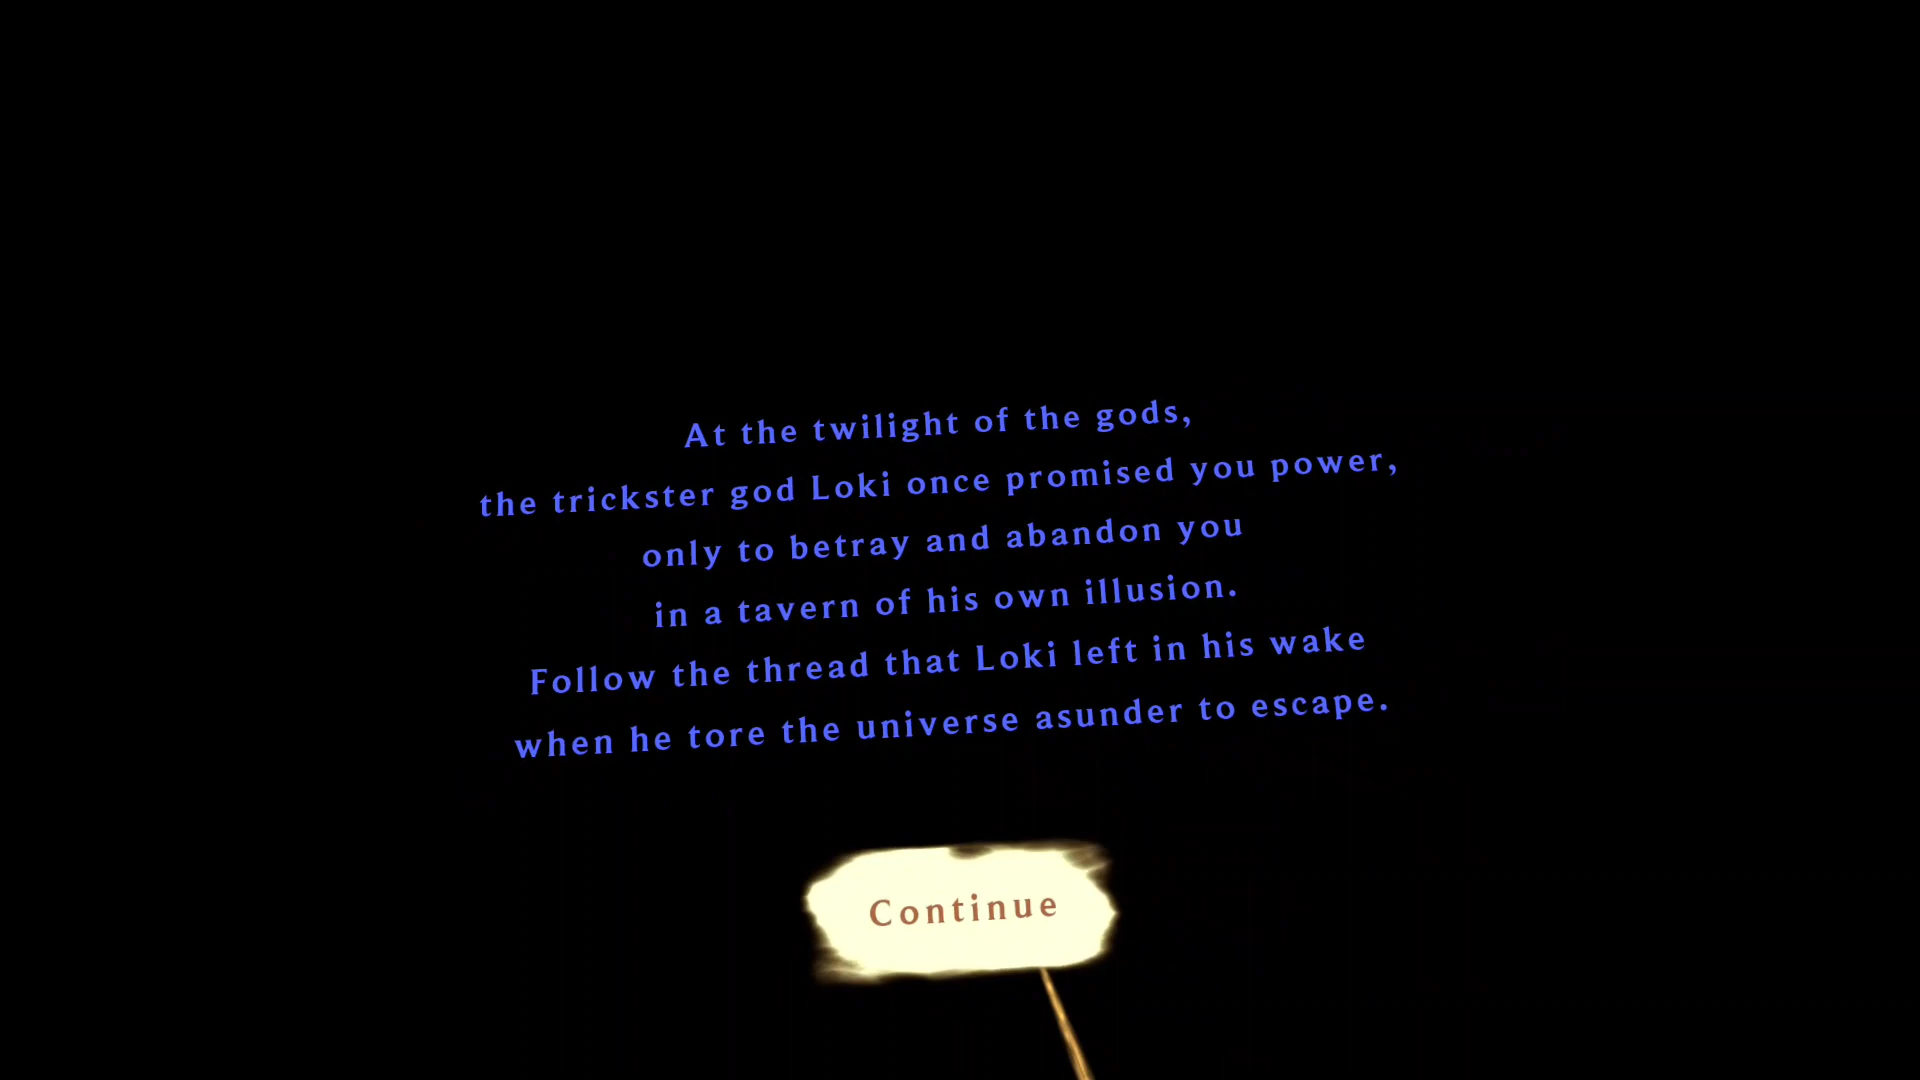 At the twilight of the gods,
the trickster god Loki once promised you power,
only to betray and abandon you
in a tavern of his own illusion.
Follow the thread that Loki left in his wake
when he tore the universe asunder to escape.
Continue